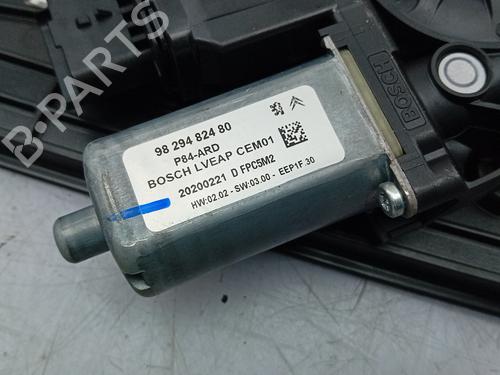 98 294 824 80
P84-ARD
BOSCH LVEAP CEM01
20200221 D FPC5M2
HW:02.02 - SW:03.00 - EEP1F.30
BOSCH
B-PARTS